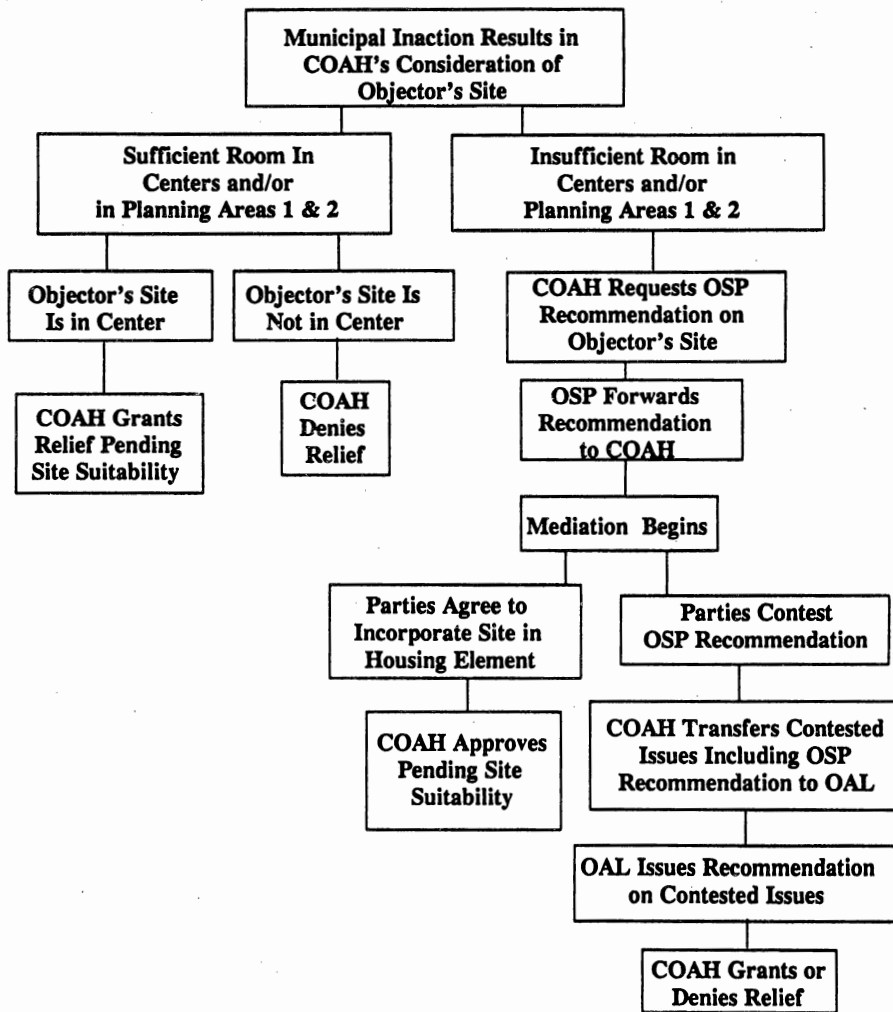 Municipal Inaction Results in
COAH's Consideration of
Objector's Site
Sufficient Room In
Centers and/or
in Planning Areas 1 & 2
Insufficient Room in
Centers and/or
Planning Areas 1 & 2
Objector's Site
Is in Center
Objector's Site Is
Not in Center
COAH Requests OSP
Recommendation on
Objector's Site
COAH Grants
Relief Pending
Site Suitability
COAH
Denies
Relief
OSP Forwards
Recommendation
to COAH
Mediation Begins
Parties Agree to
Incorporate Site in
Housing Element
Parties Contest
OSP Recommendation
COAH Approves
Pending Site
Suitability
COAH Transfers Contested
Issues Including OSP
Recommendation to OAL
OAL Issues Recommendation
on Contested Issues
COAH Grants or
Denies Relief